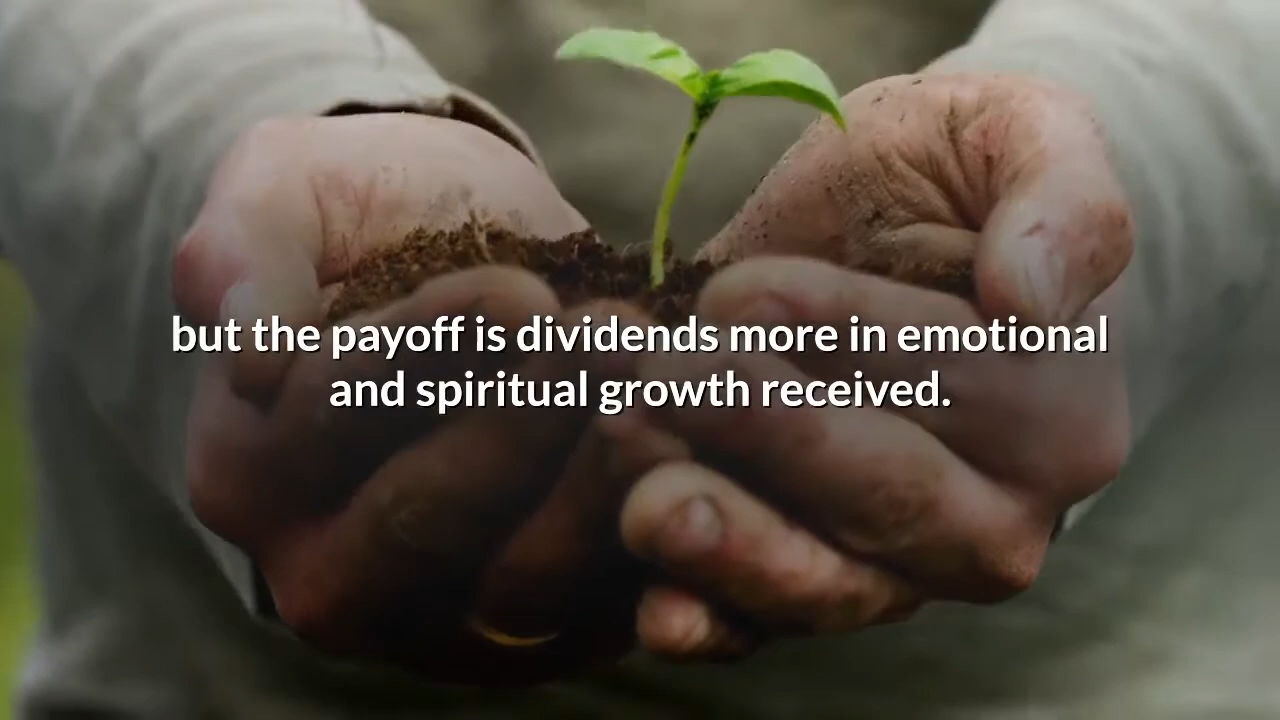 but the payoff is dividends more in emotional
and spiritual growth received.